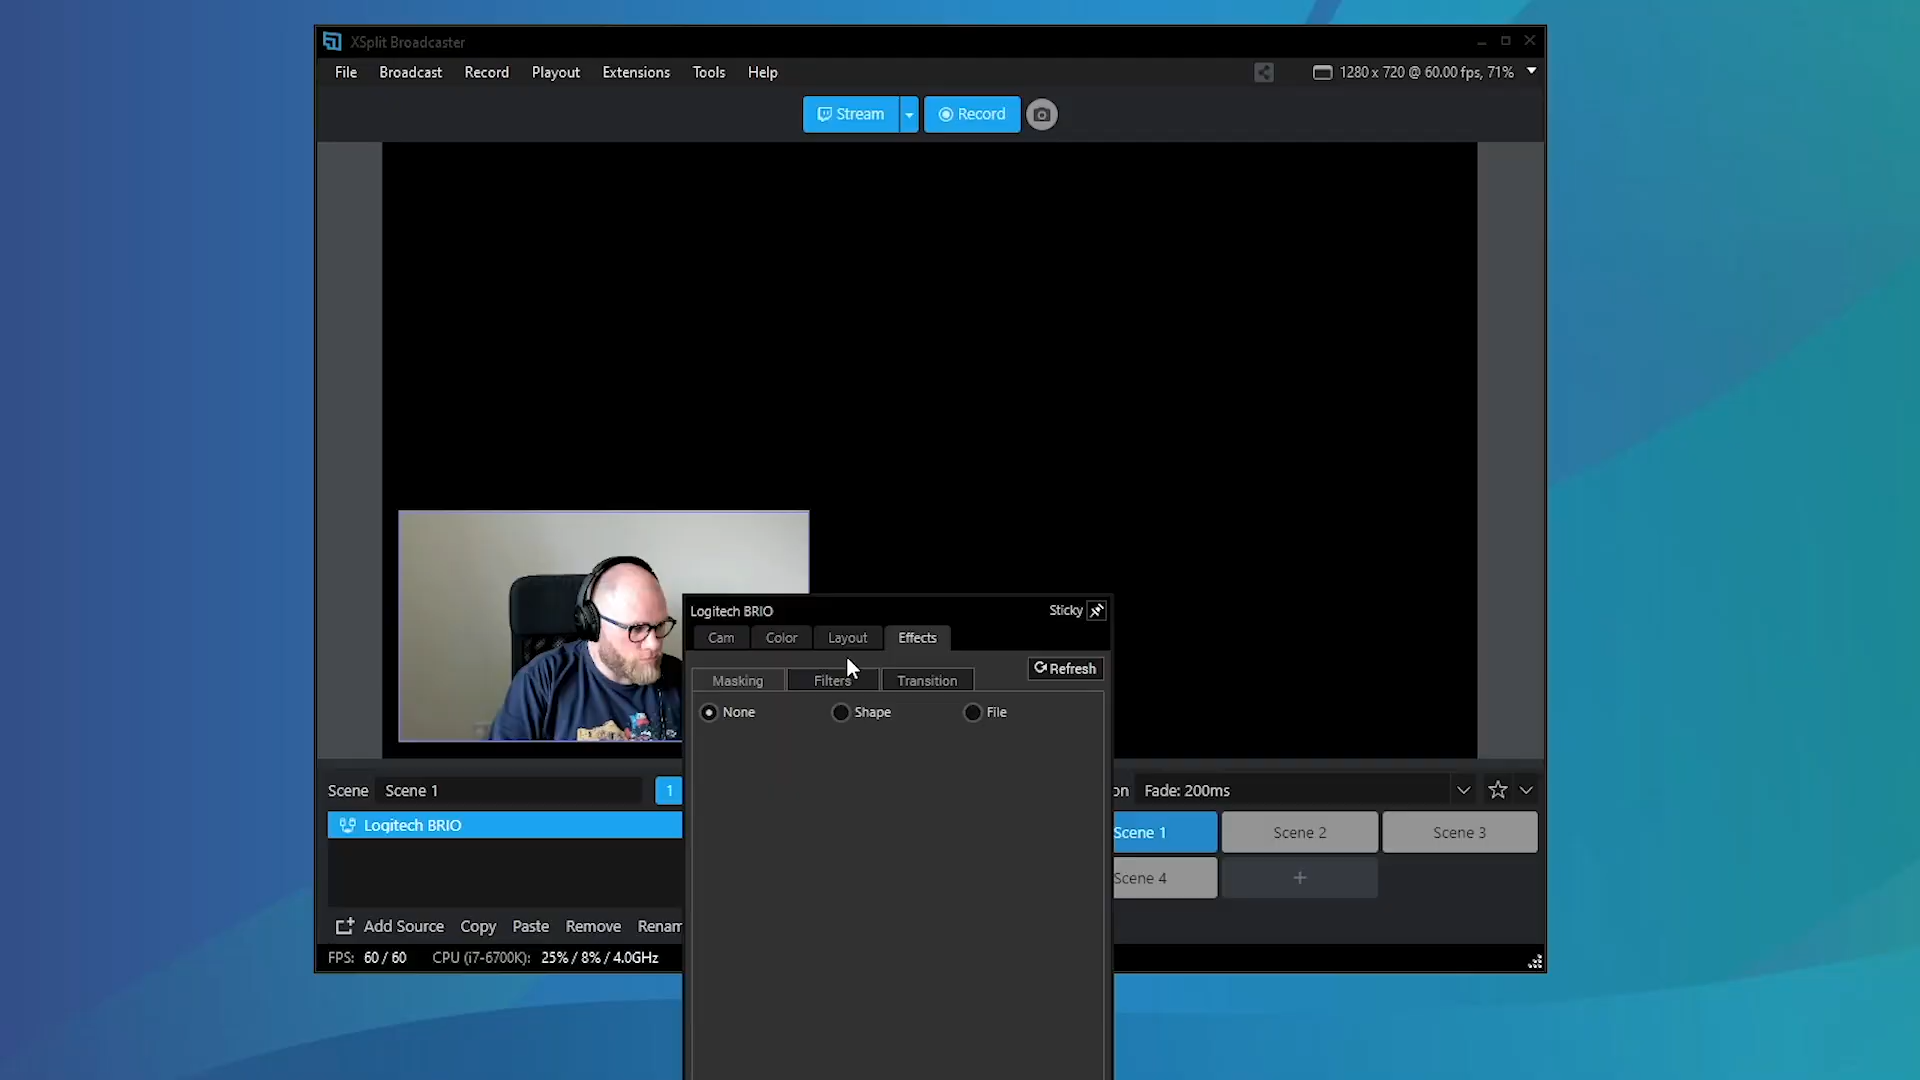 XSplit Broadcaster
File Broadcast Record Playout Extensions Tools Help
1280 x 720 @ 60.00 fps, 71%
Stream
Record
Logitech BRIO
Sticky
Cam Color Layout Effects
Refresh
Masking Filters Transition
None Shape File
Scene Scene 1 1
on Fade: 200ms
Logitech BRIO
Scene 1 Scene 2 Scene 3
Scene 4 +
Add Source Copy Paste Remove Renam
FPS: 60 / 60 CPU (i7-6700K): 25% / 8% / 4.0GHz